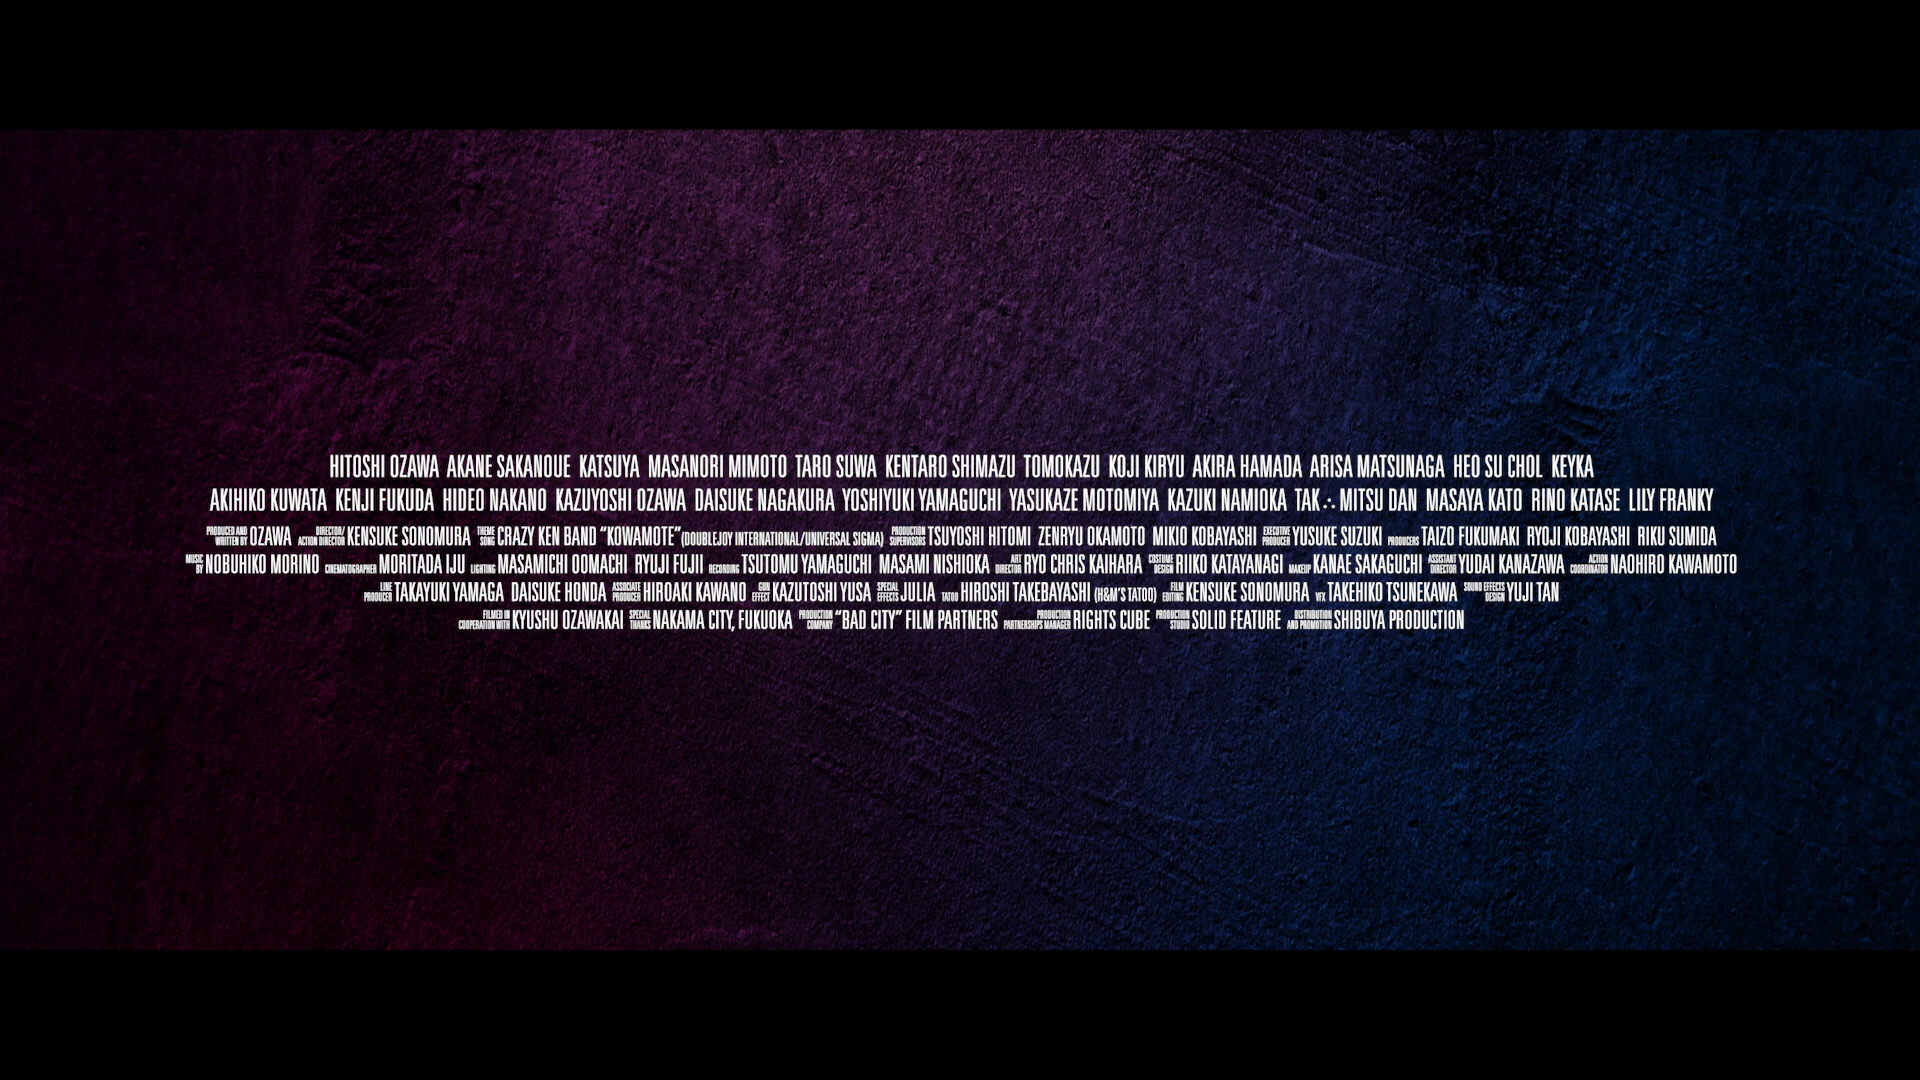 HITOSHI OZAWA AKANE SAKANOUE KATSUYA MASANORI MIMOTO TARO SUWA KENTARO SHIMAZU TOMOKAZU KOJI KIRYU AKIRA HAMADA ARISA MATSUNAGA HEO SU CHOL KEYKA
AKIHIKO KUWATA KENJI FUKUDA HIDEO NAKANO KAZUYOSHI OZAWA DAISUKE NAGAKURA YOSHIYUKI YAMAGUCHI YASUKAZE MOTOMIYA KAZUKI NAMIOKA TAK∴ MITSU DAN MASAYA KATO RINO KATASE LILY FRANKY
PRODUCED AND WRITTEN BY OZAWA DIRECTOR/ ACTION DIRECTOR KENSUKE SONOMURA THEME SONG CRAZY KEN BAND “KOWAMOTE” (DOUBLEJOY INTERNATIONAL/UNIVERSAL SIGMA) PRODUCTION SUPERVISORS TSUYOSHI HITOMI ZENRYU OKAMOTO MIKIO KOBAYASHI EXECUTIVE PRODUCER YUSUKE SUZUKI PRODUCERS TAIZO FUKUMAKI RYOJI KOBAYASHI RIKU SUMIDA
MUSIC BY NOBUHIKO MORINO CINEMATOGRAPHER MORITADA IJU LIGHTING MASAMICHI OOMACHI RYUJI FUJII RECORDING TSUTOMU YAMAGUCHI MASAMI NISHIOKA ART DIRECTOR RYO CHRIS KAIHARA COSTUME DESIGN RIIKO KATAYANAGI MAKEUP KANAE SAKAGUCHI ASSISTANT DIRECTOR YUDAI KANAZAWA ACTION COORDINATOR NAOHIRO KAWAMOTO
LINE PRODUCER TAKAYUKI YAMAGA DAISUKE HONDA ASSOCIATE PRODUCER HIROAKI KAWANO GUN EFFECT KAZUTOSHI YUSA SPECIAL EFFECTS JULIA TATOO HIROSHI TAKEBAYASHI (H&M'S TATOO) FILM EDITING KENSUKE SONOMURA VFX TAKEHIKO TSUNEKAWA SOUND EFFECTS DESIGN YUJI TAN
FILMED IN COOPERATION WITH KYUSHU OZAWAKAI SPECIAL THANKS NAKAMA CITY, FUKUOKA PRODUCTION COMPANY “BAD CITY” FILM PARTNERS PRODUCTION PARTNERSHIPS MANAGER RIGHTS CUBE PRODUCTION STUDIO SOLID FEATURE DISTRIBUTION AND PROMOTION SHIBUYA PRODUCTION